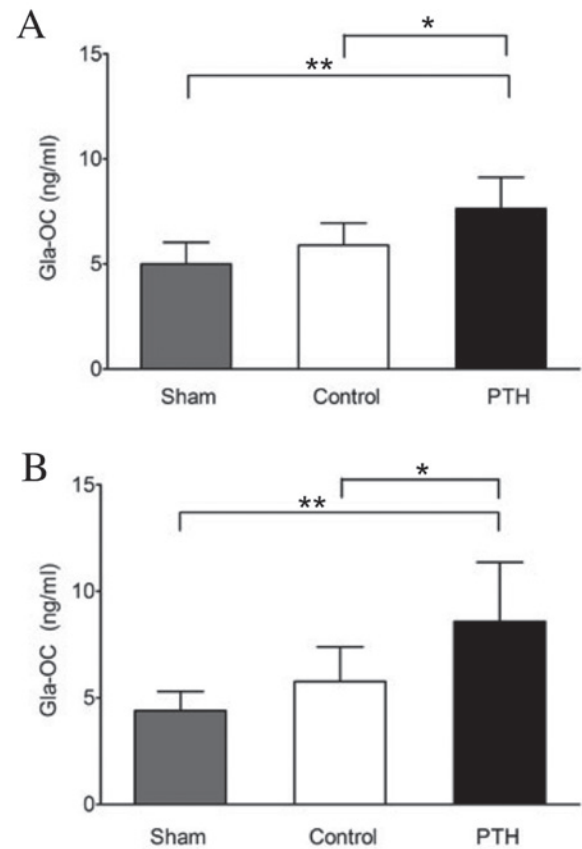 A
*
**
15
10
5
0
Gla-OC (ng/ml)
Sham Control PTH
B
*
**
15
10
5
0
Gla-OC (ng/ml)
Sham Control PTH